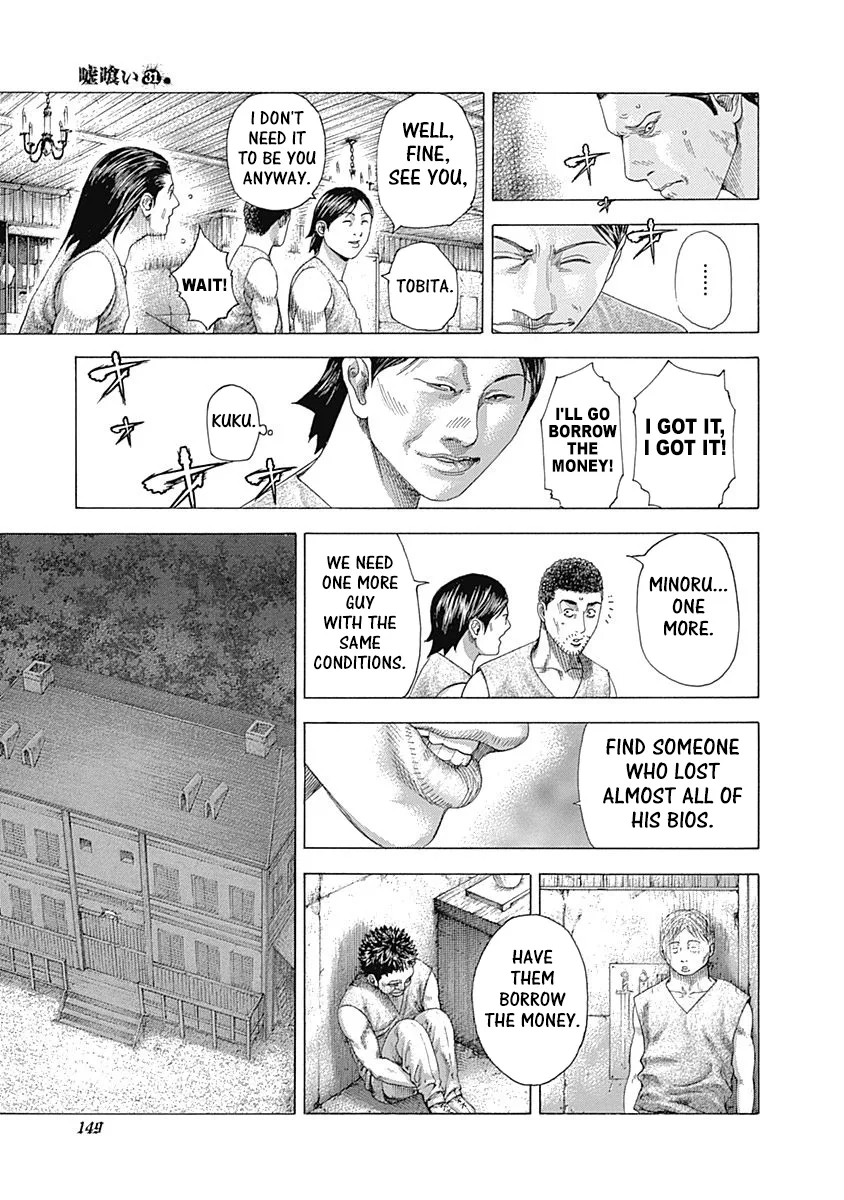 嘘喰い 31
........
WELL,
FINE,
SEE YOU,
TOBITA.
I DON'T
NEED IT
TO BE YOU
ANYWAY.
WAIT!
I GOT IT,
I GOT IT!
I'LL GO
BORROW
THE
MONEY!
KUKU.
MINORU...
ONE
MORE.
WE NEED
ONE MORE
GUY
WITH THE
SAME
CONDITIONS.
FIND SOMEONE
WHO LOST
ALMOST ALL OF
HIS BIOS.
HAVE
THEM
BORROW
THE MONEY.
149